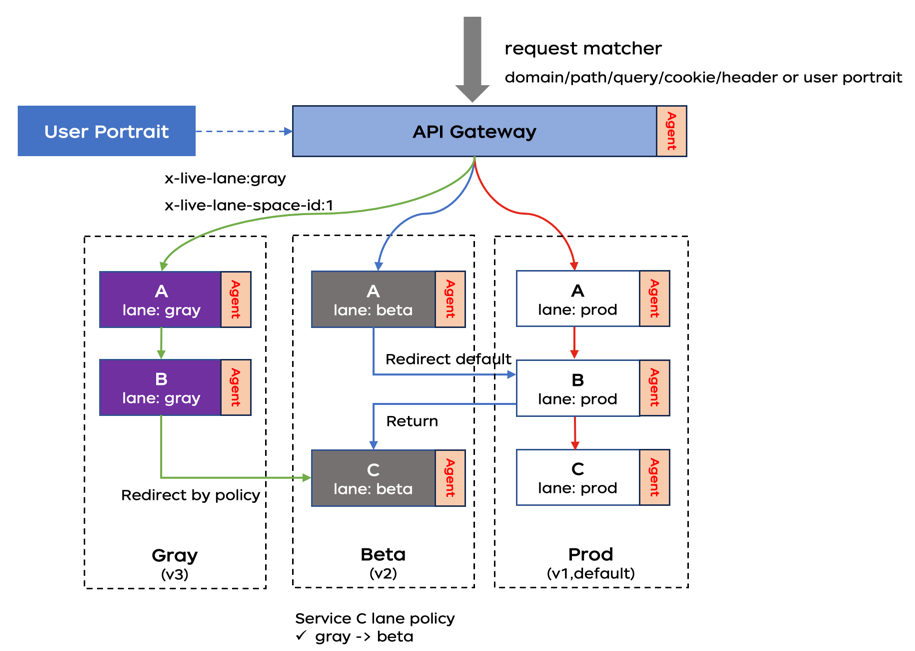 request matcher
domain/path/query/cookie/header or user portrait
User Portrait
API Gateway
Agent
x-live-lane:gray
x-live-lane-space-id:1
A
lane: gray
Agent
A
lane: beta
Agent
A
lane: prod
Agent
Redirect default
B
lane: gray
Agent
B
lane: prod
Agent
Return
C
lane: beta
Agent
C
lane: prod
Agent
Redirect by policy
Gray
(v3)
Beta
(v2)
Prod
(v1,default)
Service C lane policy
✓ gray -> beta